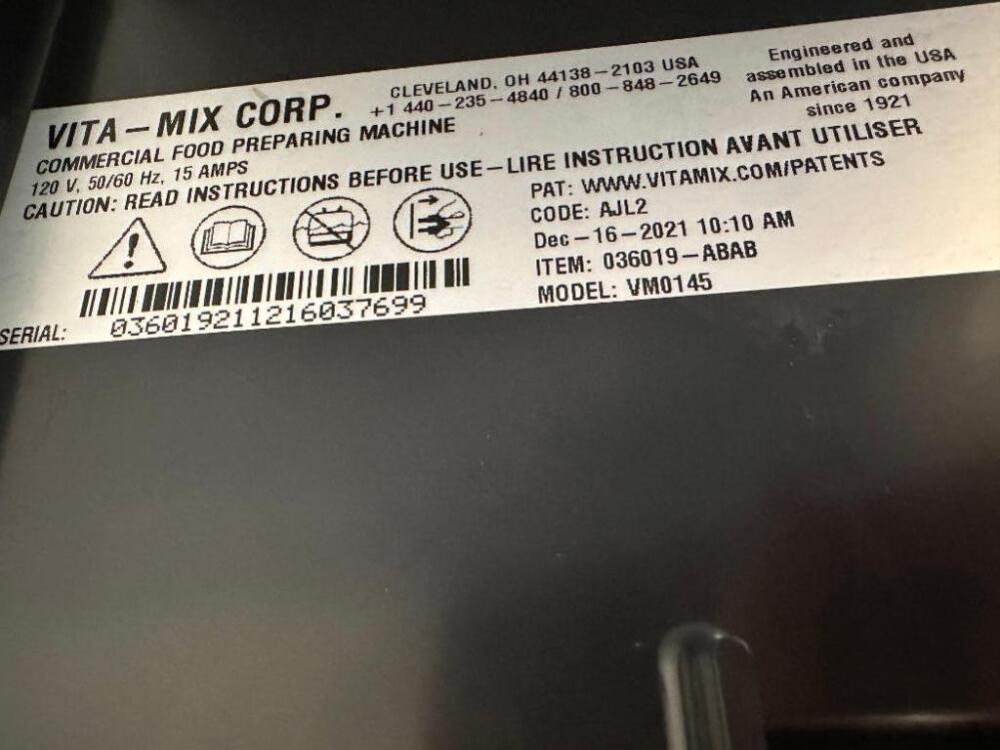 VITA-MIX CORP.
CLEVELAND, OH 44138-2103 USA
+1 440-235-4840 / 800-848-2649
Engineered and
assembled in the USA
An American company
since 1921
COMMERCIAL FOOD PREPARING MACHINE
120 V, 50/60 Hz, 15 AMPS
CAUTION: READ INSTRUCTIONS BEFORE USE-LIRE INSTRUCTION AVANT UTILISER
PAT: WWW.VITAMIX.COM/PATENTS
CODE: AJL2
Dec-16-2021 10:10 AM
ITEM: 036019-ABAB
MODEL: VM0145
SERIAL: 036019211216037699